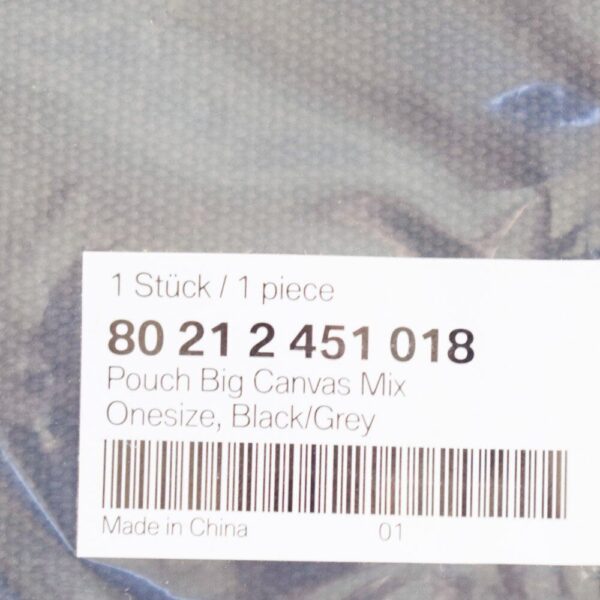 1 Stück / 1 piece
80 21 2 451 018
Pouch Big Canvas Mix
Onesize, Black/Grey
Made in China 01